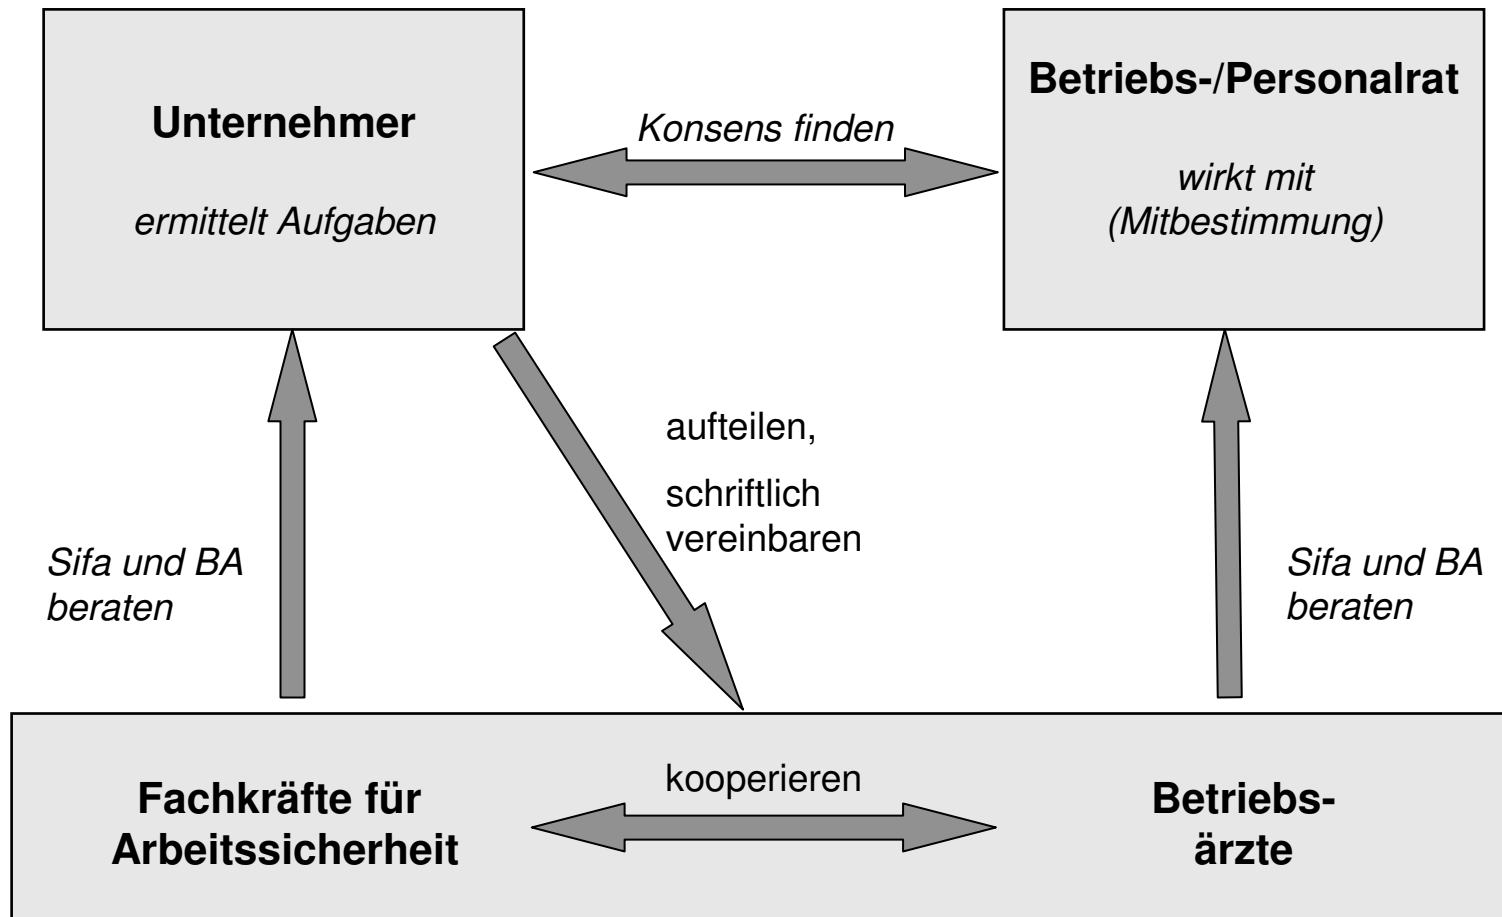 Unternehmer
ermittelt Aufgaben
Konsens finden
Betriebs-/Personalrat
wirkt mit
(Mitbestimmung)
aufteilen,
schriftlich
vereinbaren
Sifa und BA
beraten
Sifa und BA
beraten
Fachkräfte für
Arbeitssicherheit
kooperieren
Betriebs-
ärzte